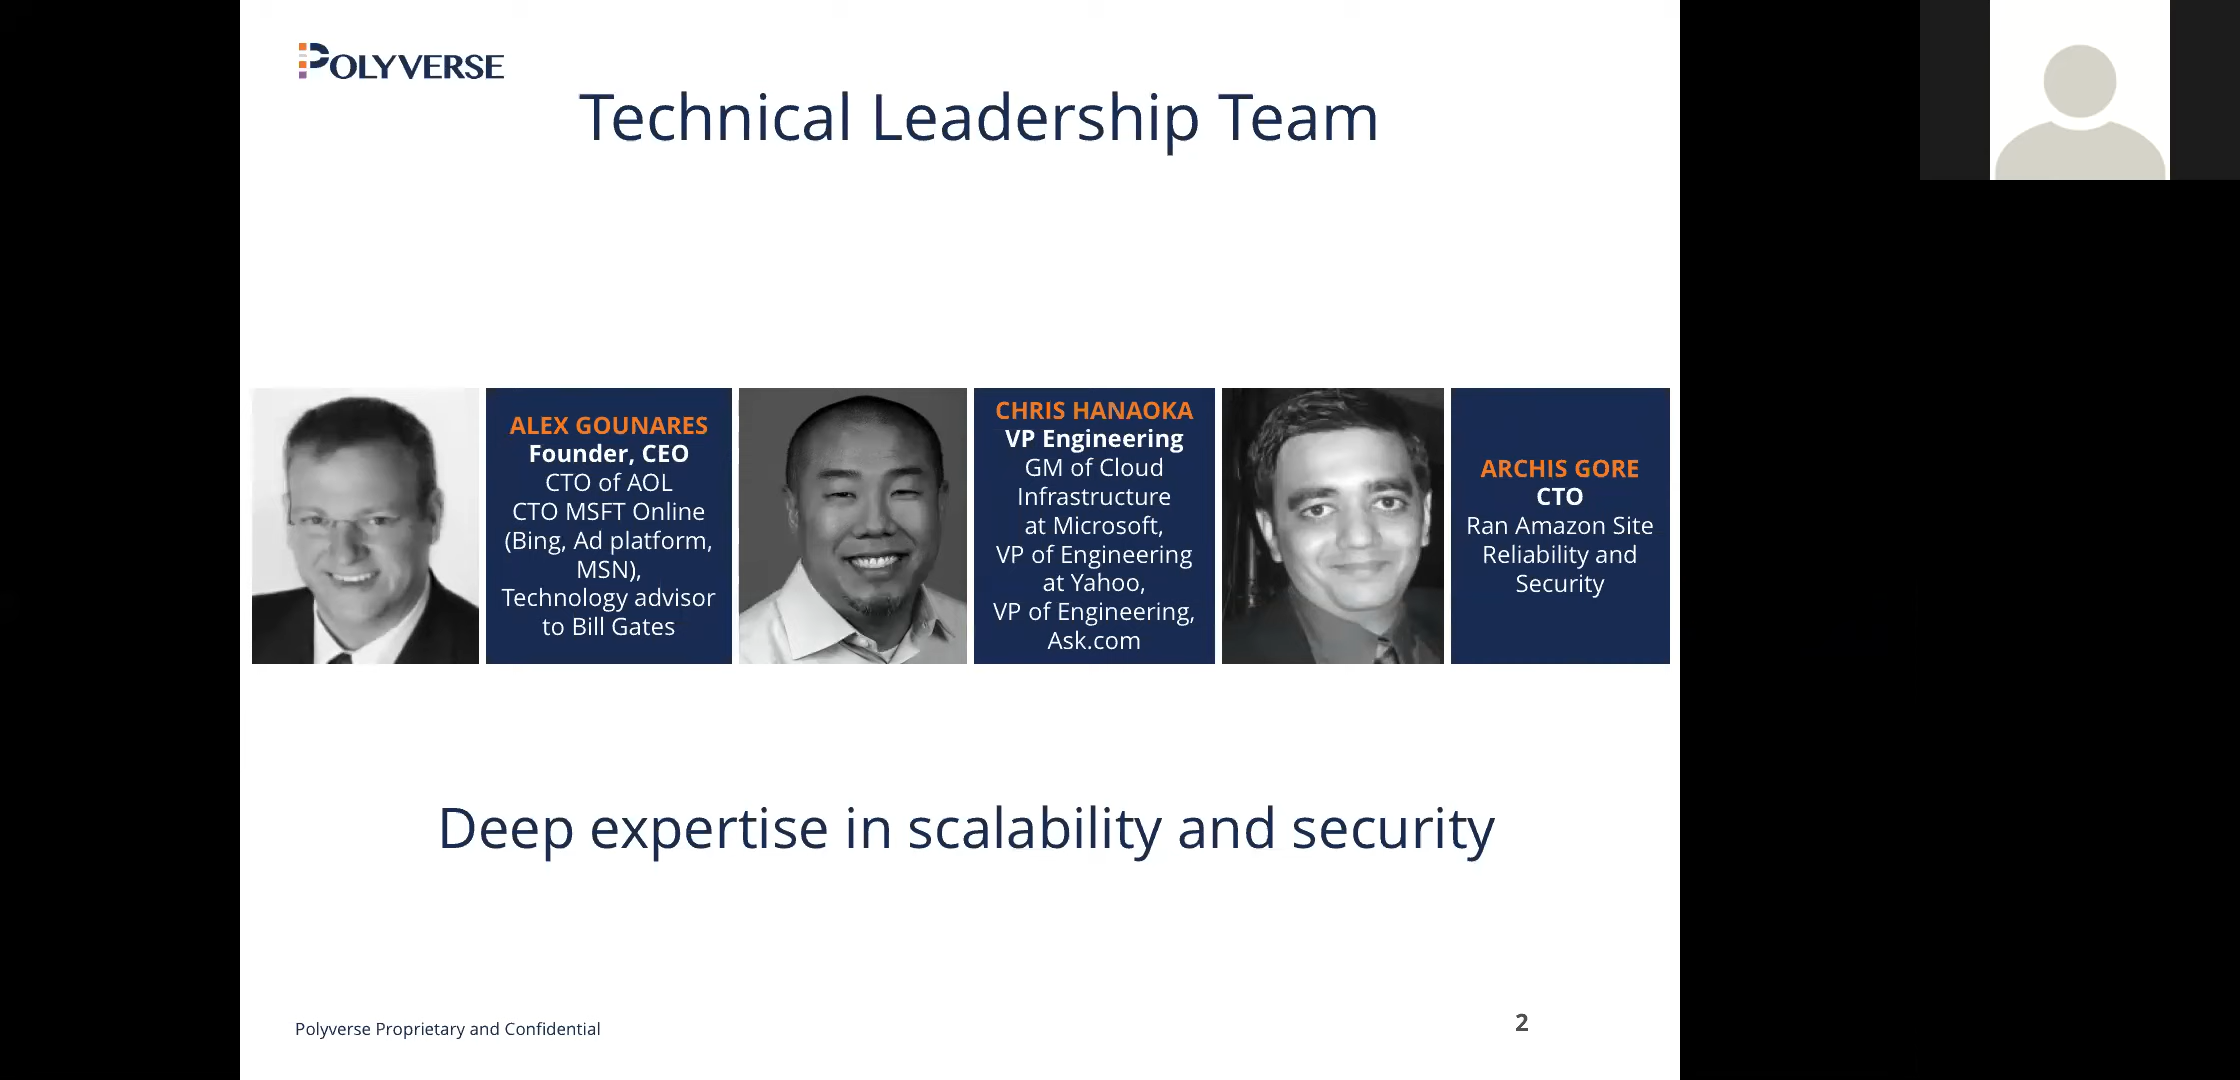 POLYVERSE
Technical Leadership Team
ALEX GOUNARES
Founder, CEO
CTO of AOL
CTO MSFT Online
(Bing, Ad platform,
MSN),
Technology advisor
to Bill Gates
CHRIS HANAOKA
VP Engineering
GM of Cloud
Infrastructure
at Microsoft,
VP of Engineering
at Yahoo,
VP of Engineering,
Ask.com
ARCHIS GORE
CTO
Ran Amazon Site
Reliability and
Security
Deep expertise in scalability and security
Polyverse Proprietary and Confidential
2